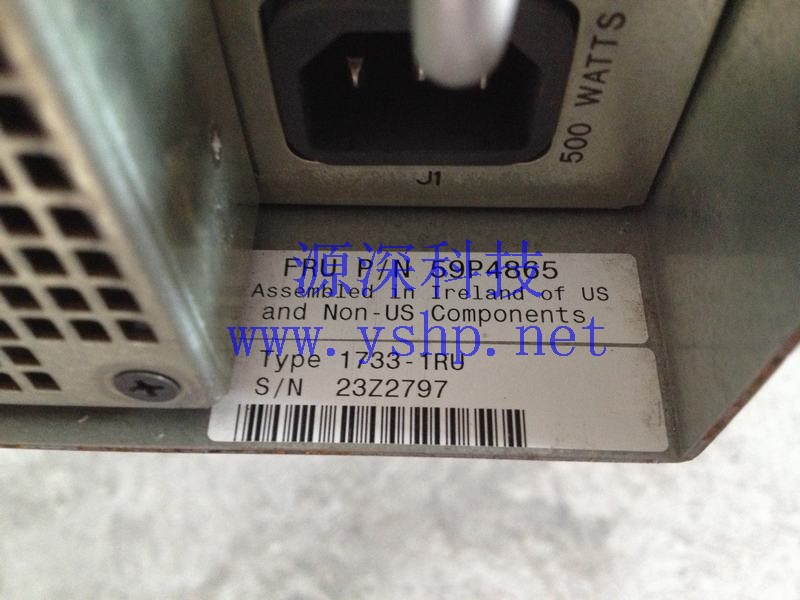 500 WATTS
J1
源深科技
FRU P-N 59P4865
Assembled in Ireland of US
and Non-US Components
www.yshp.net
Type 1733-1RU
S/N 23Z2797